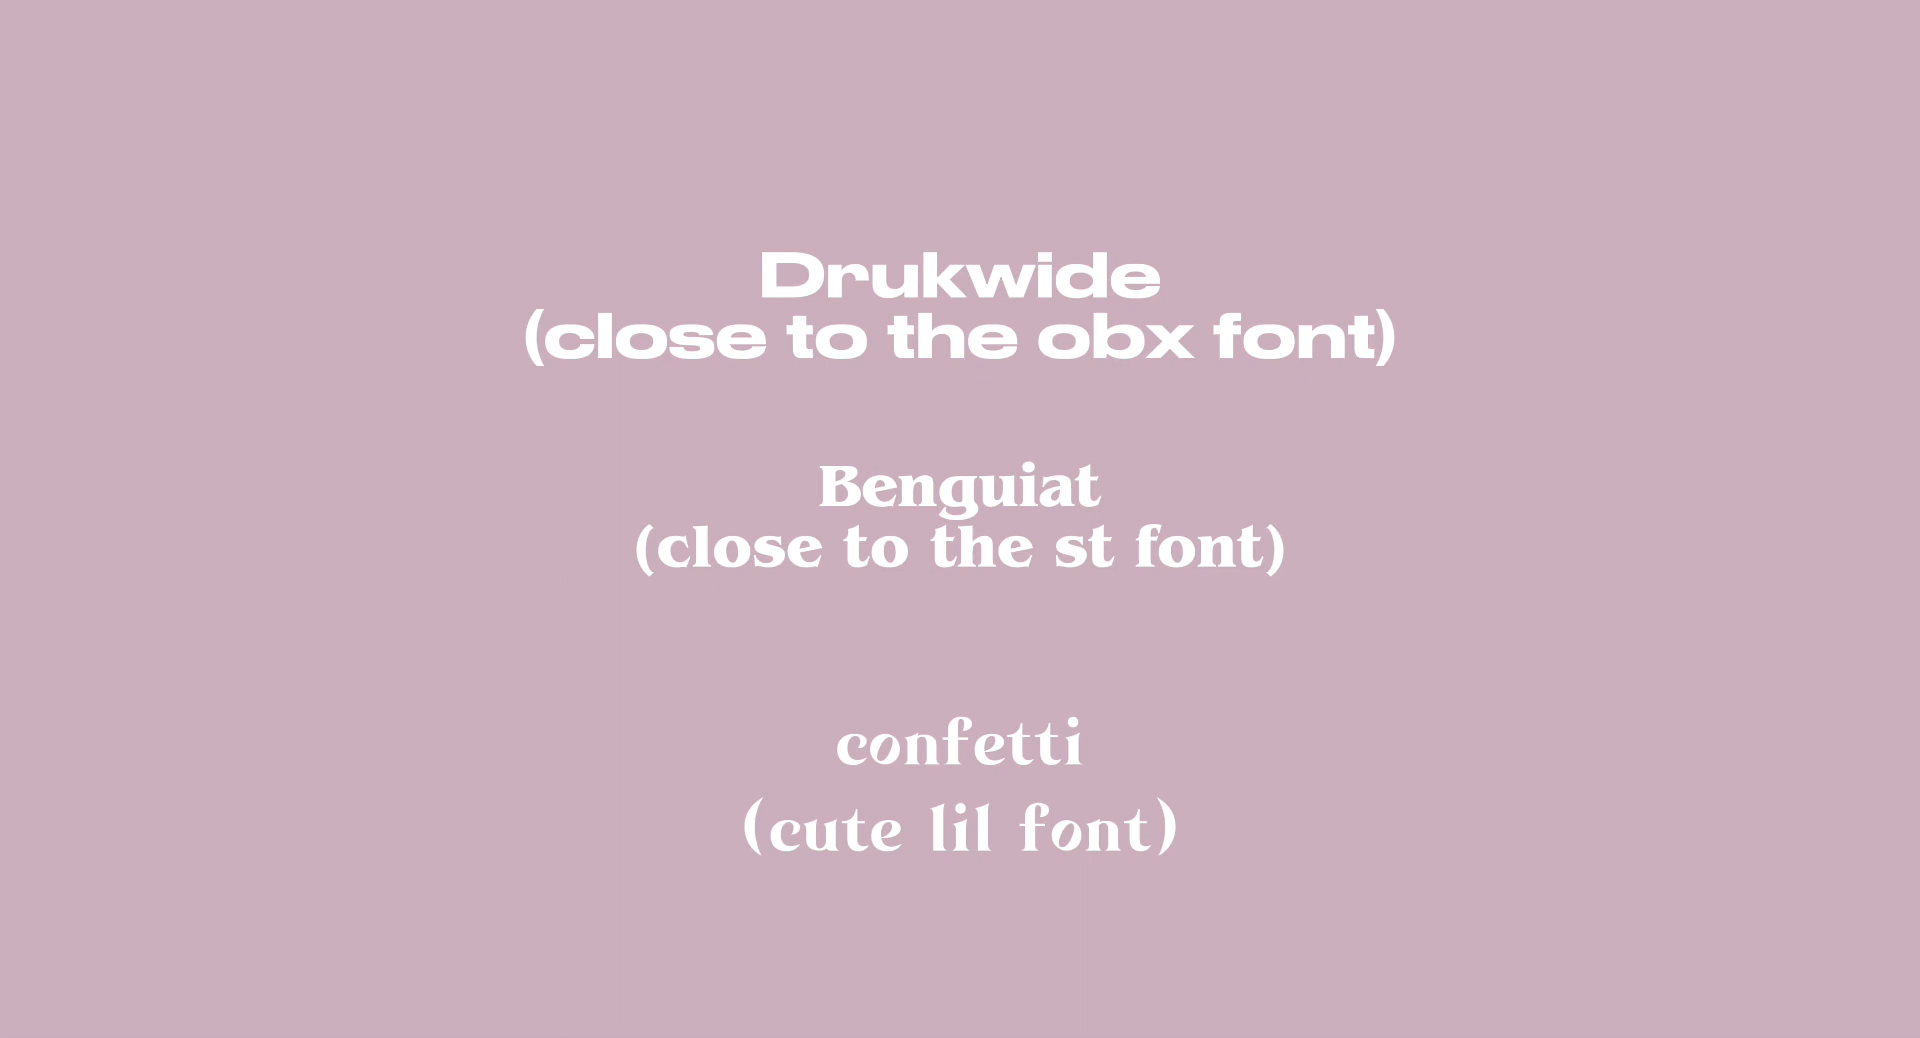 Drukwide
(close to the obx font)
Benguiat
(close to the st font)
confetti
(cute lil font)